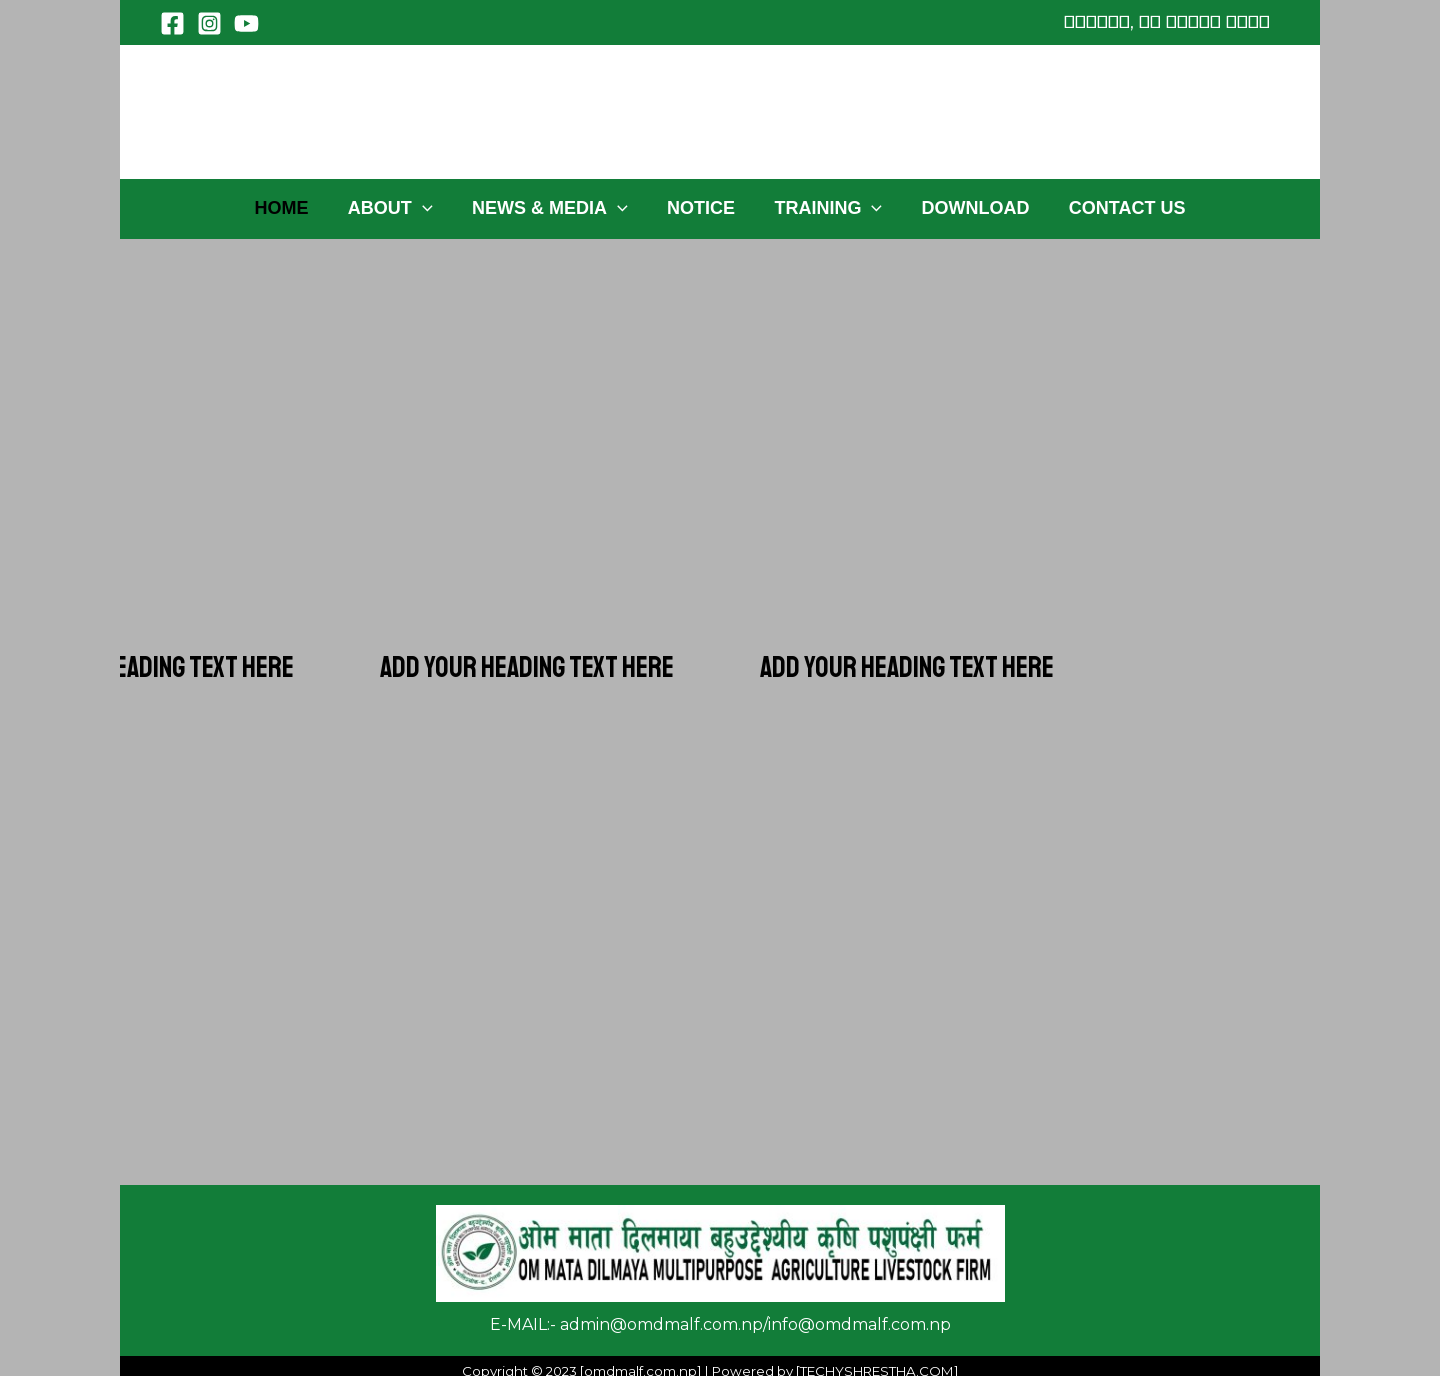 HOME ABOUT NEWS & MEDIA NOTICE TRAINING DOWNLOAD CONTACT US
EADING TEXT HERE ADD YOUR HEADING TEXT HERE ADD YOUR HEADING TEXT HERE
ओम माता दिलमाया बहुउद्देश्यीय कृषि पशुपंक्षी फर्म
OM MATA DILMAYA MULTIPURPOSE AGRICULTURE LIVESTOCK FIRM
E-MAIL:- admin@omdmalf.com.np/info@omdmalf.com.np
Copyright © 2023 [omdmalf.com.np] | Powered by [TECHYSHRESTHA.COM]